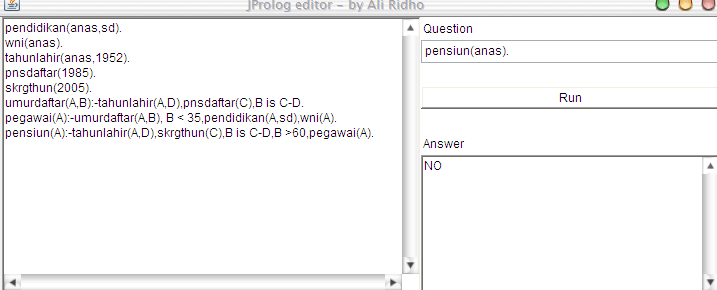 JProlog editor - by Ali Ridho
pendidikan(anas,sd).
wni(anas).
tahunlahir(anas,1952).
pnsdaftar(1985).
skrgthun(2005).
umurdaftar(A,B):-tahunlahir(A,D),pnsdaftar(C),B is C-D.
pegawai(A):-umurdaftar(A,B), B < 35,pendidikan(A,sd),wni(A).
pensiun(A):-tahunlahir(A,D),skrgthun(C),B is C-D,B >60,pegawai(A).
Question
pensiun(anas).
Run
Answer
NO